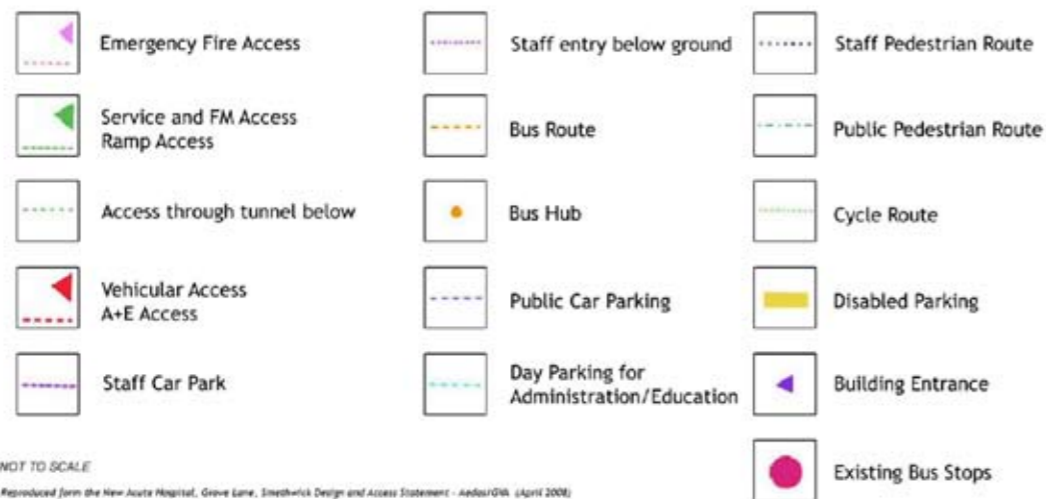 Emergency Fire Access
Service and FM Access
Ramp Access
Access through tunnel below
Vehicular Access
A+E Access
Staff Car Park
Staff entry below ground
Bus Route
Bus Hub
Public Car Parking
Day Parking for
Administration/Education
Staff Pedestrian Route
Public Pedestrian Route
Cycle Route
Disabled Parking
Building Entrance
Existing Bus Stops
NOT TO SCALE
Reproduced form the New Acute Hospital, Grove Lane, Smethwick Design and Access Statement - Aedas/GVA (April 2008)